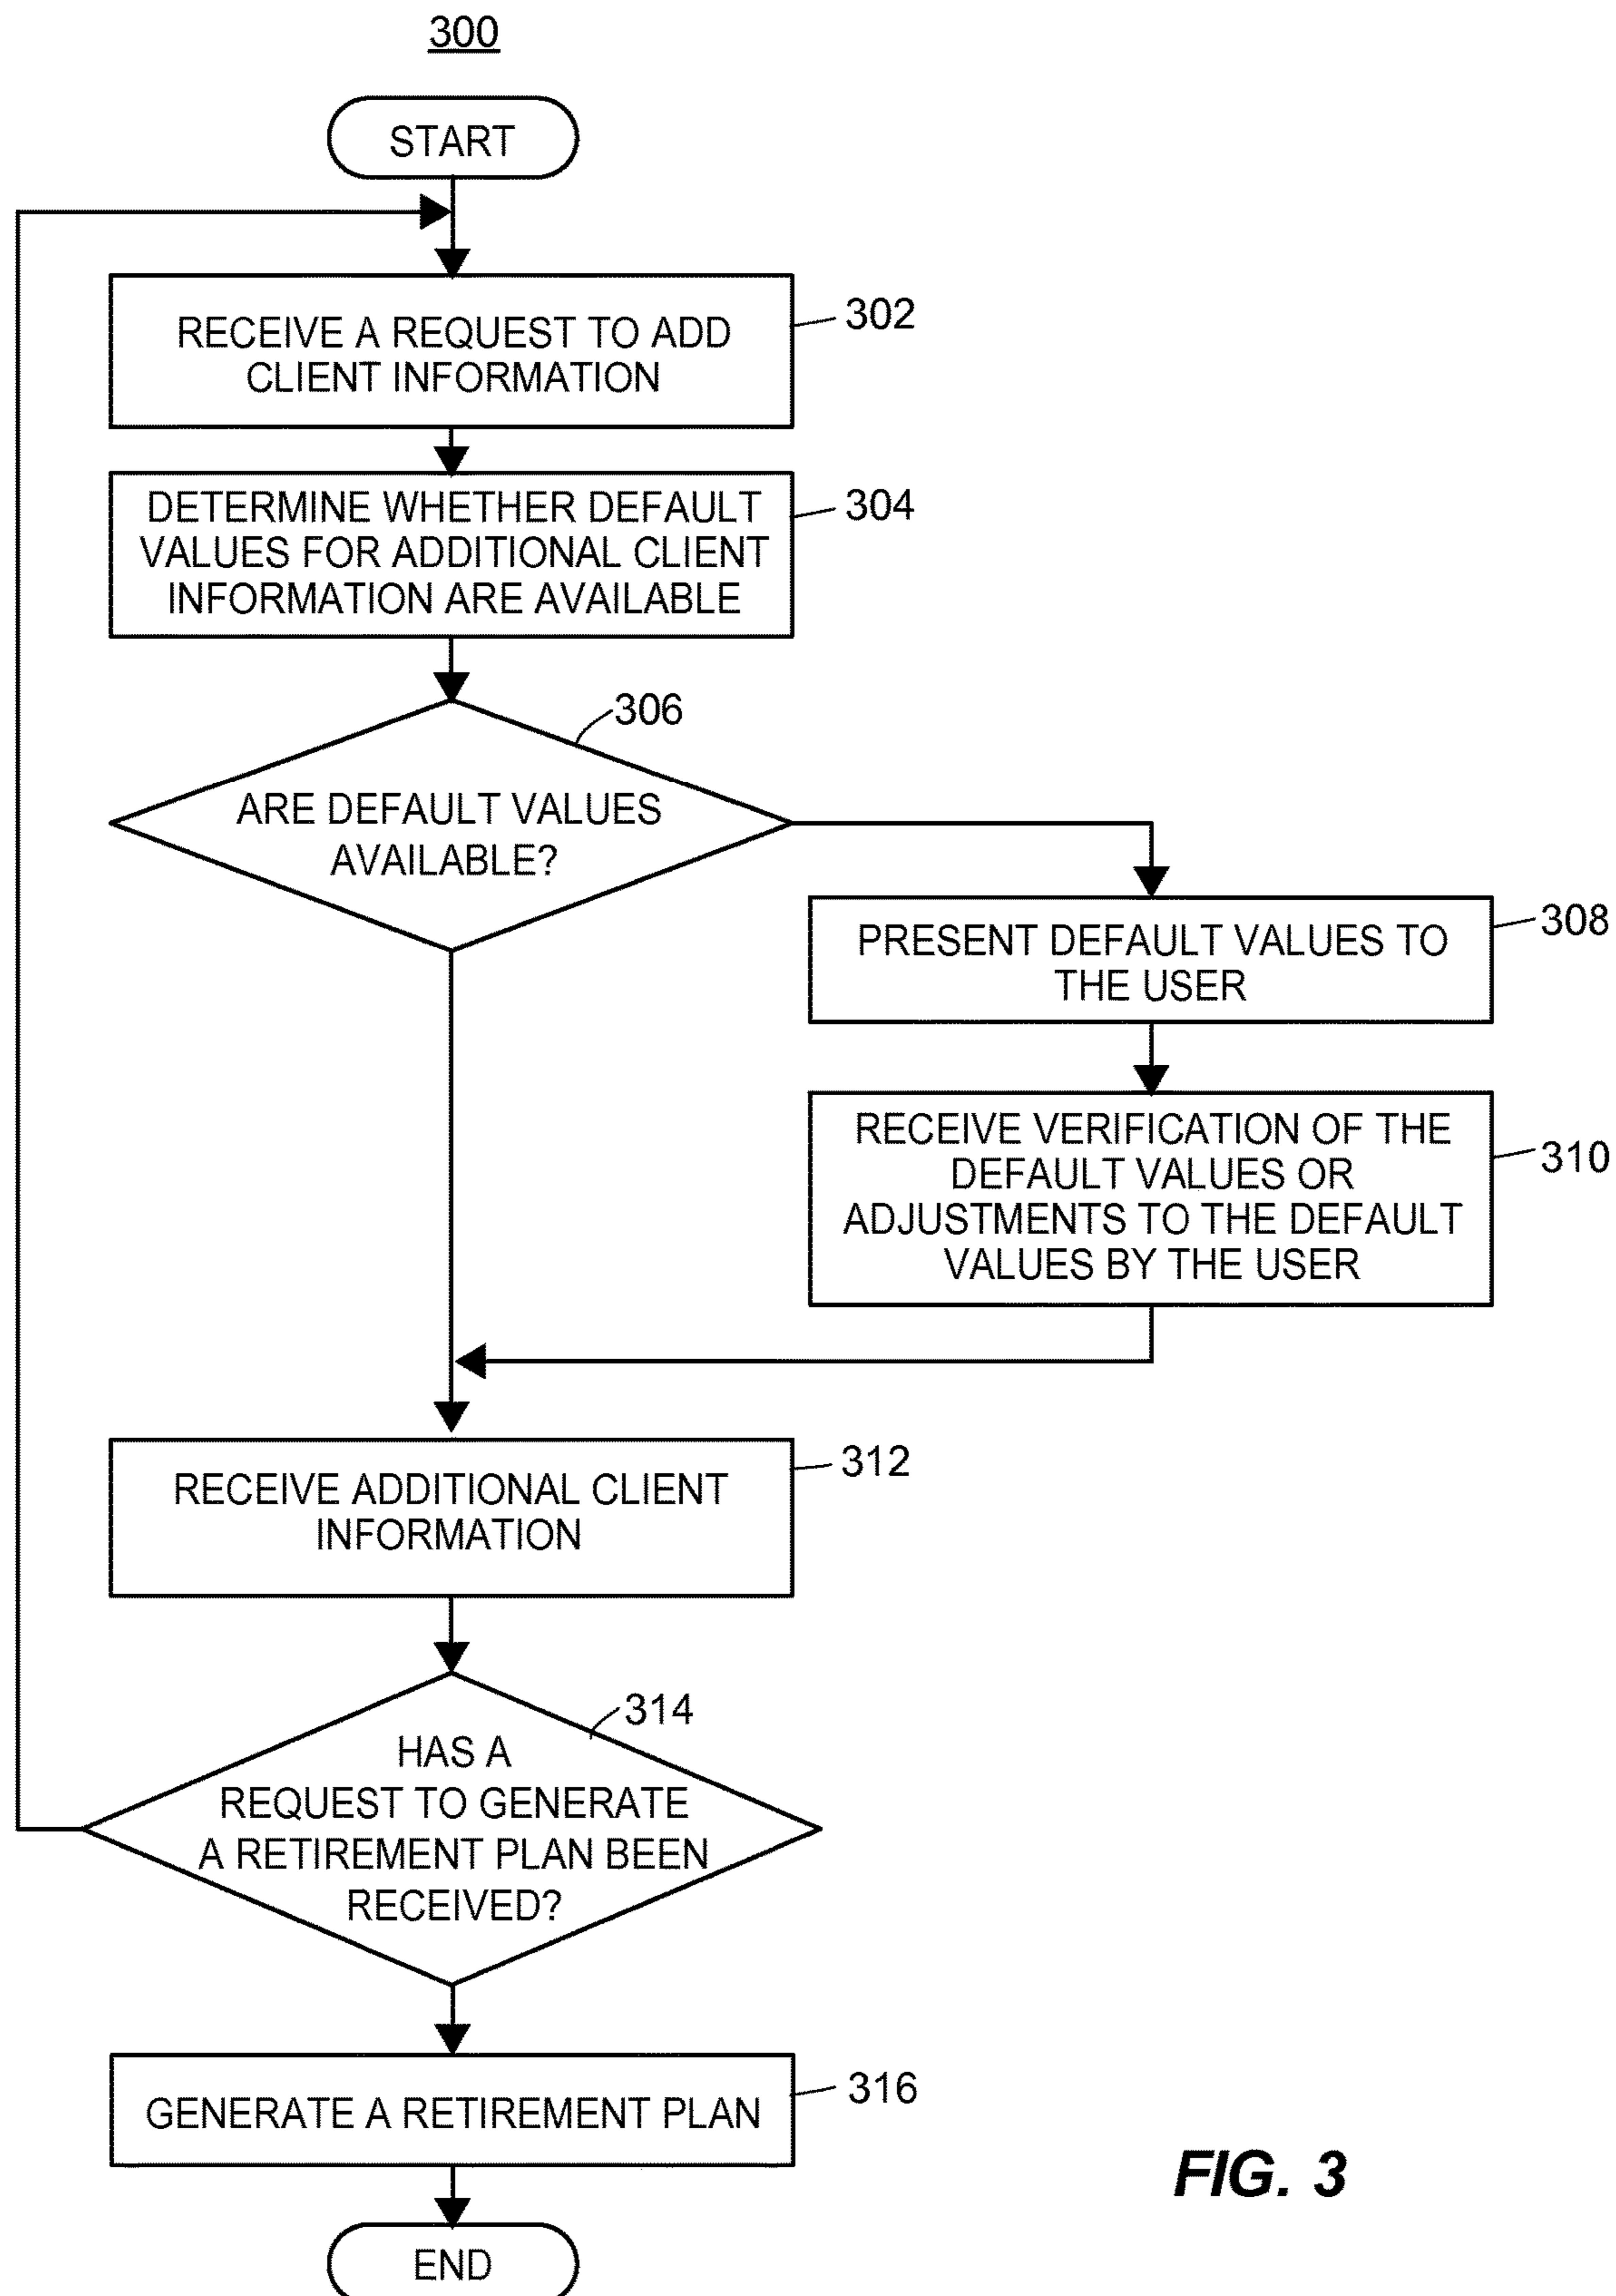 300
START
RECEIVE A REQUEST TO ADD
CLIENT INFORMATION
302
DETERMINE WHETHER DEFAULT
VALUES FOR ADDITIONAL CLIENT
INFORMATION ARE AVAILABLE
304
306
ARE DEFAULT VALUES
AVAILABLE?
PRESENT DEFAULT VALUES TO
THE USER
308
RECEIVE VERIFICATION OF THE
DEFAULT VALUES OR
ADJUSTMENTS TO THE DEFAULT
VALUES BY THE USER
310
RECEIVE ADDITIONAL CLIENT
INFORMATION
312
314
HAS A
REQUEST TO GENERATE
A RETIREMENT PLAN BEEN
RECEIVED?
GENERATE A RETIREMENT PLAN
316
END
FIG. 3